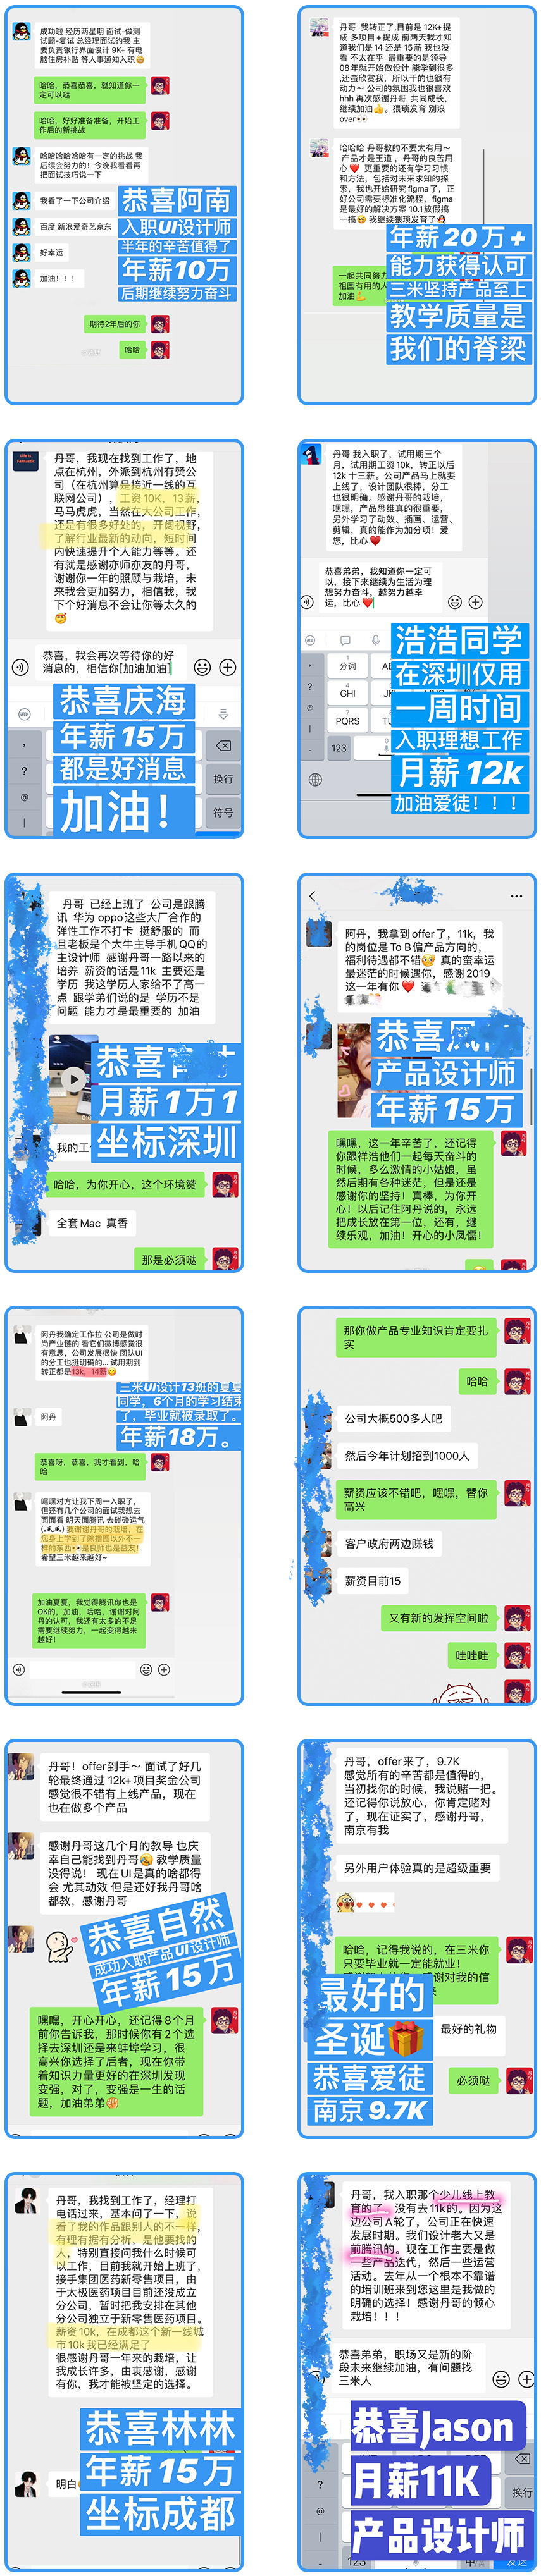 成功啦 经历两星期 面试-做测
试题-复试 总经理面试的我 主
要负责银行界面设计 9K+ 有电
脑住房补贴 等人事通知入职
哈哈，恭喜恭喜，就知道你一
定可以哒
哈哈，好好准备准备，开始工
作后的新挑战
哈哈哈哈哈哈有一定的挑战 我
后续会努力的！今晚我看看再
把面试技巧说一下
我看了一下公司介绍
百度 新浪爱奇艺京东
好幸运
加油！！！
恭喜阿南
入职UI设计师
半年的辛苦值得了
年薪10万
后期继续努力奋斗
期待2年后的你
哈哈
丹哥 我转正了,目前是 12K+提
成 多项目+提成 前两天我才知
道我们是 14 还是 15薪 我也没
看 不太在乎 最重要的是领导
08年就开始做设计 能学到很多
,还蛮欣赏我，所以干的也很有
动力~ 公司的氛围我也很喜欢
hhh 再次感谢丹哥 共同成长，
继续加油👍。猥琐发育 别浪
over👀
哈哈哈 丹哥教的不要太有用~
产品才是王道，丹哥的良苦用
心❤️ 更重要的还有学习习惯
和方法，包括对未来求知的探
索，我也开始研究figma了，正
好公司需要标准化流程，figma
是最好的解决方案 10.1放假搞
一搞 我继续猥琐发育了
一起共同努力
祖国有用的人
加油💪
年薪20万+
能力获得认可
三米坚持产品至上
教学质量是
我们的脊梁
丹哥，我现在找到工作了，地
点在杭州，外派到杭州有赞公
司（在杭州算是接近一线的互
联网公司），工资10K，13薪，
马马虎虎，当然在大公司工作，
还是有很多好处的，开阔视野，
了解行业最新的动向，短时间
内快速提升个人能力等等。还
有就是感谢亦师亦友的丹哥，
谢谢你一年的照顾与栽培，未
来我会更加努力，相信我，我
下个好消息不会让你等太久的
恭喜，我会再次等待你的好
消息的，相信你[加油加油]
恭喜庆海
年薪15万
都是好消息
加油！
换行
符号
丹哥 我入职了，试用期三个
月，试用期工资10k，转正以后
12k 十三薪。公司产品马上就要
上线了，设计团队很棒，分工
也很明确。感谢丹哥的栽培，
嘿嘿，产品思维真的很重要，
另外学习了动效、插画、运营、
剪辑，真的能作为加分项！爱
您，比心❤️
恭喜弟弟，我知道你一定可
以，接下来继续为生活为理
想努力奋斗，越努力越幸
运，比心❤️
分词
GHI
PQRS
123
浩浩同学
在深圳仅用
一周时间
入职理想工作
月薪12k
加油爱徒！！！
丹哥 已经上班了 公司是跟腾
讯 华为 oppo这些大厂合作的
弹性工作不打卡 挺舒服的 而
且老板是个大牛主导手机QQ的
主设计师 感谢丹哥一路以来的
培养 薪资的话是11k 主要还是
学历 我这学历人家给不了高一
点 跟学弟们说的是 学历不是
问题 能力才是最重要的 加油
恭喜
月薪1万1
坐标深圳
我的工
哈哈，为你开心，这个环境赞
全套Mac 真香
那是必须哒
阿丹，我拿到offer了，11k，我
的岗位是To B偏产品方向的，
福利待遇都不错 真的蛮幸运
最迷茫的时候遇你，感谢2019
这一年有你❤️
恭喜凤
产品设计师
年薪15万
嘿嘿，这一年辛苦了，还记得
你跟祥浩他们一起每天奋斗的
时候，多么激情的小姑娘，虽
然后期有各种迷茫，但是还是
感谢你的坚持！真棒，为你开
心！以后记住阿丹说的，永远
把成长放在第一位，还有，继
续乐观，加油！开心的小凤儒！
阿丹我确定工作拉 公司是做时
尚产业链的 看它们微博感觉很
有意思，公司发展很快 团队UI
的分工也挺明确的... 试用期到
转正都是13k，14薪
阿丹
三米UI设计13班的夏夏
同学，6个月的学习结束
了，毕业就被录取了。
年薪18万。
恭喜呀，恭喜，我才看到、哈
哈
嘿嘿对方让我下周一入职了，
但还有几个公司的面试我想去
面面看 明天面腾讯 去碰碰运气
要谢谢丹哥的栽培，在
您身上学到了除撸图以外不一
样的东西 是良师也是益友！
希望三米越来越好~
加油夏夏，我觉得腾讯你也是
OK的，加油，哈哈，谢谢对阿
丹的认可，我还有太多的不足
需要继续努力，一起变得越来
越好！
那你做产品专业知识肯定要扎
实
哈哈
公司大概500多人吧
然后今年计划招到1000人
薪资应该不错吧，嘿嘿，替你
高兴
客户政府两边赚钱
薪资目前15
又有新的发挥空间啦
哇哇哇
丹哥！offer到手~ 面试了好几
轮最终通过 12k+项目奖金公司
感觉很不错有上线产品，现在
也在做多个产品
感谢丹哥这几个月的教导 也庆
幸自己能找到丹哥 教学质量
没得说！ 现在UI是真的啥都得
会 尤其动效 但是还好我丹哥啥
都教，感谢丹哥
恭喜自然
成功入职产品UI设计师
年薪15万
嘿嘿，开心开心，还记得8个月
前你告诉我，那时候你有2个选
择去深圳还是来蚌埠学习，很
高兴你选择了后者，现在你带
着知识力量更好的在深圳发现
变强，对了，变强是一生的话
题，加油弟弟
丹哥，offer来了，9.7K
感觉所有的辛苦都是值得的，
当初找你的时候，我说赌一把。
还记得你说放心，你肯定赌对
了，现在证实了，感谢丹哥，
南京有我
另外用户体验真的是超级重要
哈哈，记得我说的，在三米你
只要毕业就一定能就业！
谢对我的信
最好的
圣诞🎁
恭喜爱徒
南京9.7K
最好的礼物
必须哒
丹哥，我找到工作了，经理打
电话过来，基本问了一下，说
看了我的作品跟别人的不一样，
有理有据有分析，是他要找的
人，特别直接问我什么时候可
以工作，目前我就开始上班了，
接手集团医药新零售项目，由
于太极医药项目目前还没成立
分公司，暂时把我安排在其他
分公司独立于新零售医药项目。
薪资10k，在成都这个新一线城
市10k我已经满足了
很感谢丹哥一年来的栽培，让
我成长许多，由衷感谢，感谢
有你，我才能被坚定的选择。
恭喜林林
年薪15万
坐标成都
明白
丹哥，我入职那个少儿线上教
育的了，没有去11k的。因为这
边公司A轮了，公司正在快速
发展时期。我们设计老大又是
前腾讯的。现在工作主要是做
一些产品迭代，然后一些运营
活动。去年从一个根本不靠谱
的培训班来到您这里是我做的
明确的选择！感谢丹哥的倾心
栽培！！！
恭喜弟弟，职场又是新的阶
段未来继续加油，有问题找
三米人
恭喜Jason
月薪11K
产品设计师
换行
123